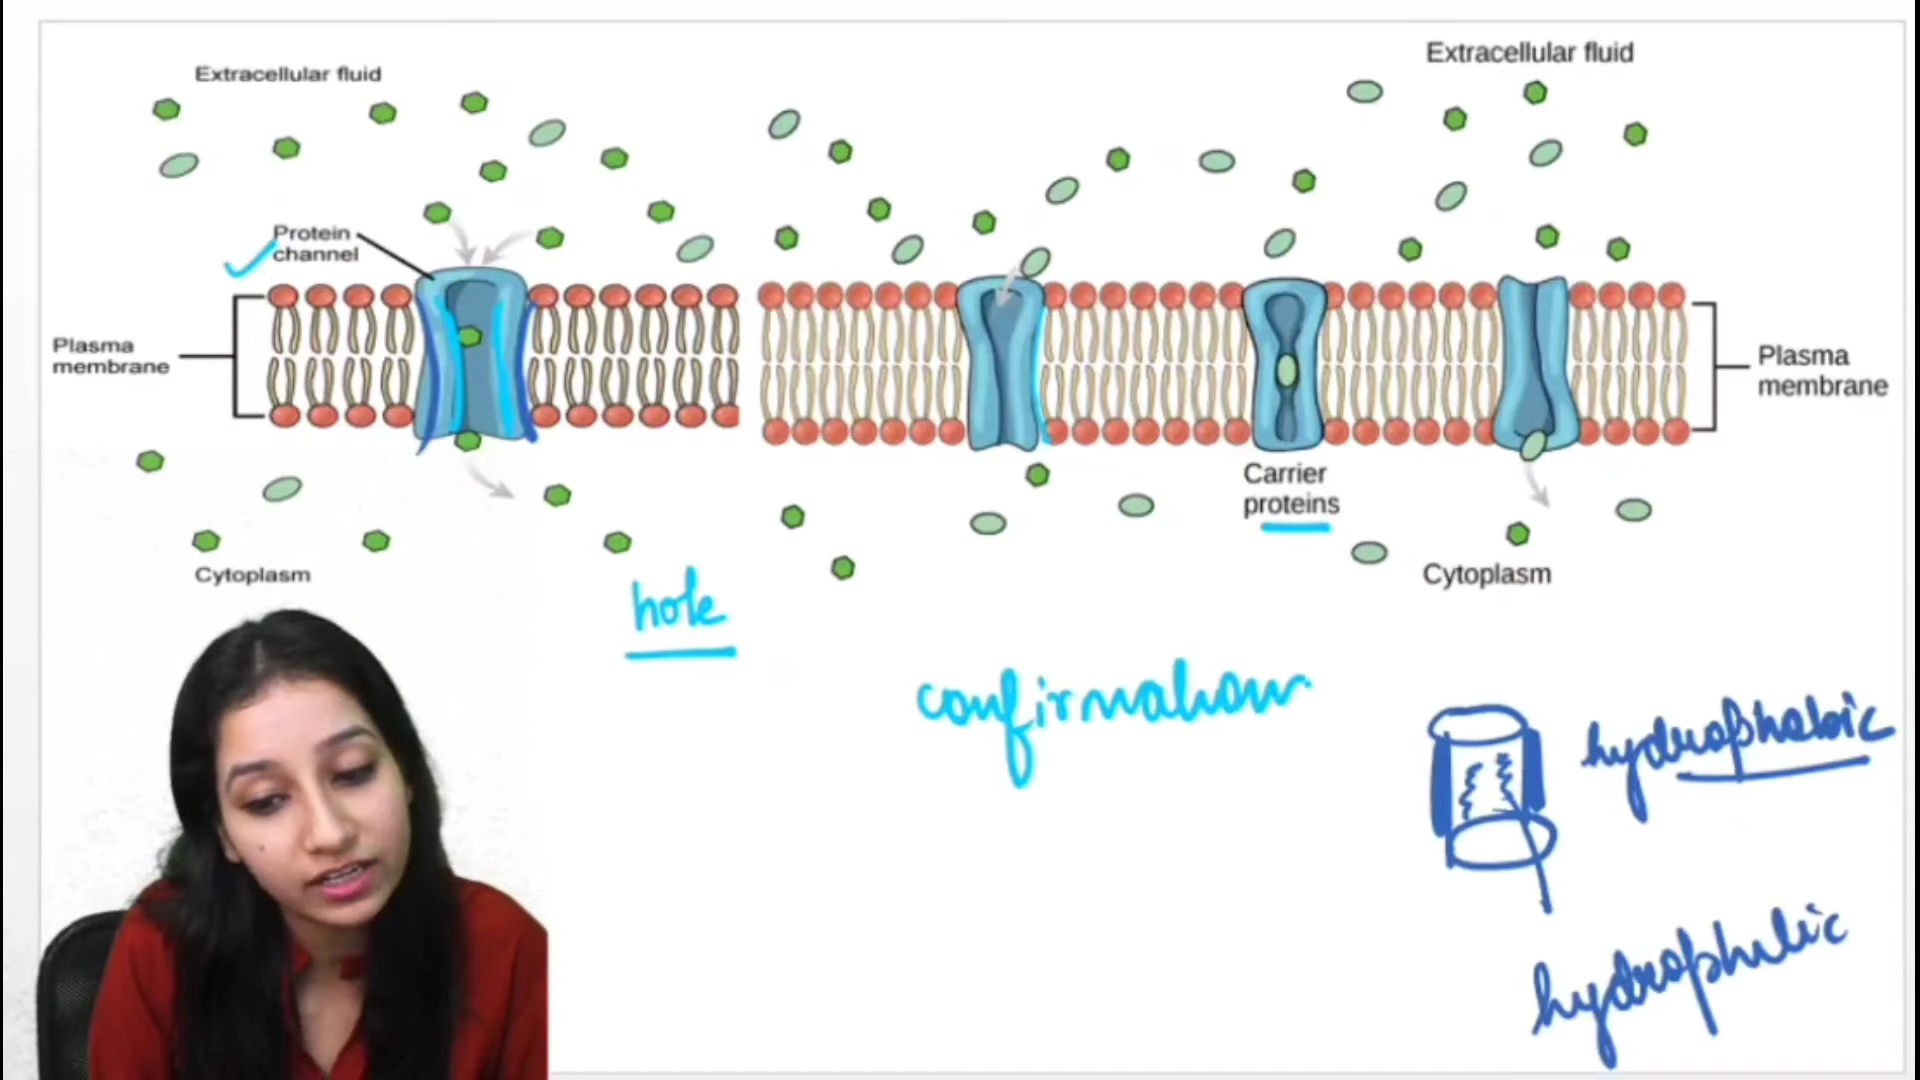 Extracellular fluid
Extracellular fluid
Protein
channel
Plasma
membrane
Plasma
membrane
Carrier
proteins
Cytoplasm
Cytoplasm
hole
confirmation
hydrophobic
hydrophilic